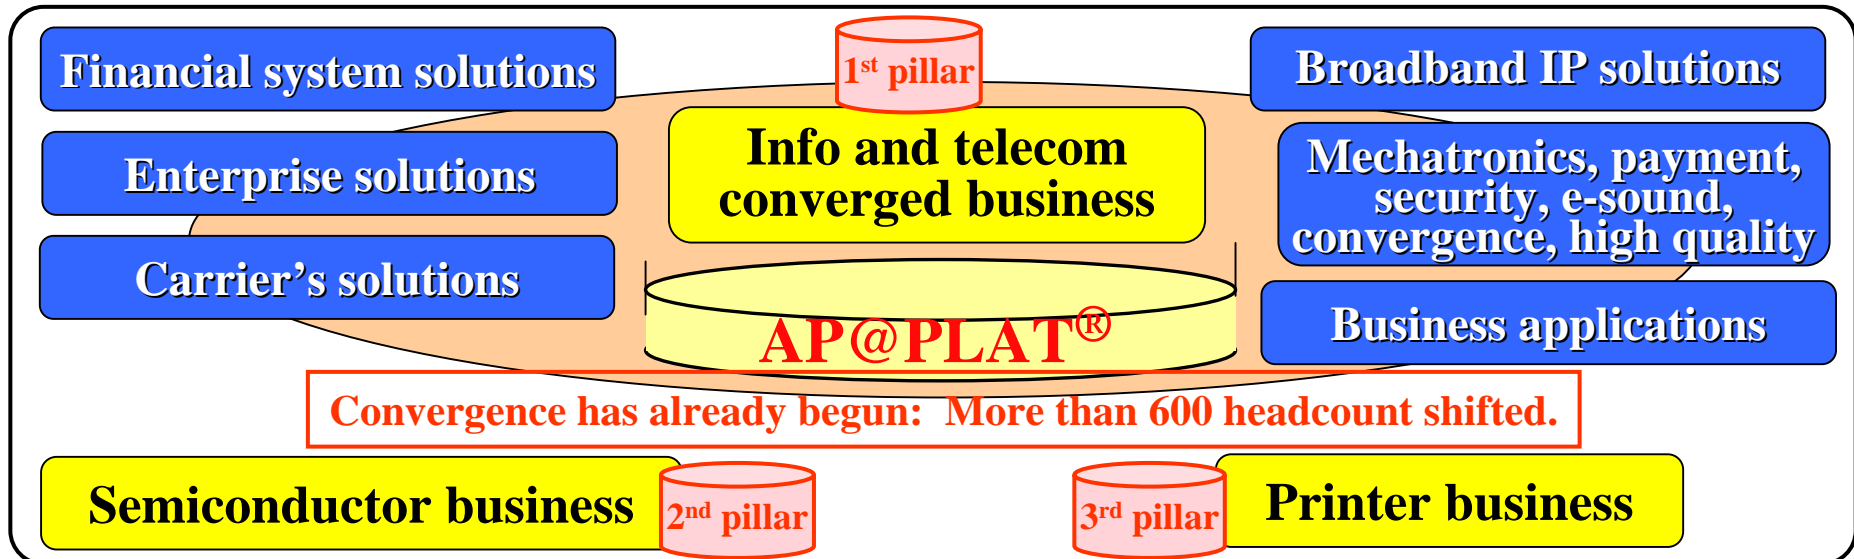 Financial system solutions
Enterprise solutions
Carrier’s solutions
1st pillar
Info and telecom
converged business
AP@PLAT®
Broadband IP solutions
Mechatronics, payment,
security, e-sound,
convergence, high quality
Business applications
Convergence has already begun:  More than 600 headcount shifted.
Semiconductor business
2nd pillar
3rd pillar
Printer business